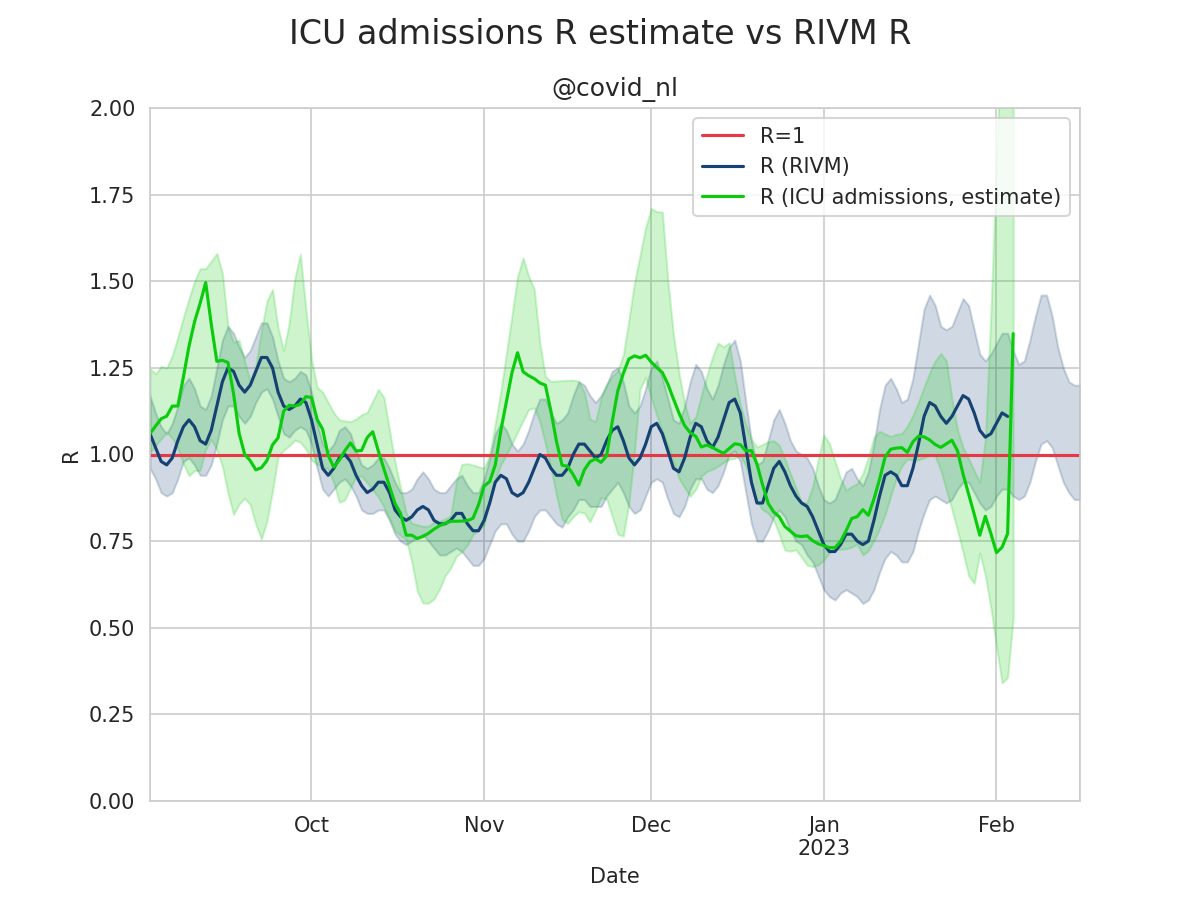 ICU admissions R estimate vs RIVM R
@covid_nl
R=1
R (RIVM)
R (ICU admissions, estimate)
2.00
1.75
1.50
1.25
1.00
0.75
0.50
0.25
0.00
R
Oct
Nov
Dec
Jan
2023
Feb
Date